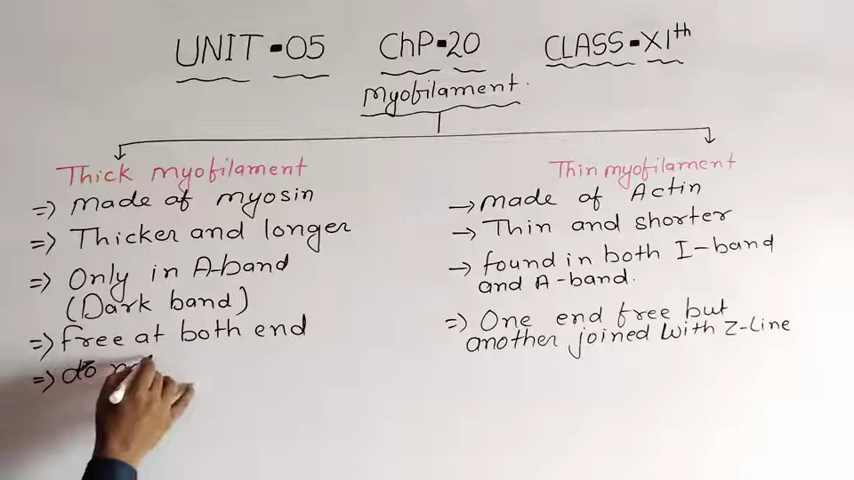 UNIT-05 ChP-20 CLASS-XIth
Myofilament.
Thick myofilament
=) made of myosin
=) Thicker and longer
=) Only in A-band
(Dark band)
=) free at both end
=) do
Thin myofilament
→ made of Actin
→ Thin and shorter
→ found in both I-band
and A-band.
=) One end free but
another joined with Z-Line